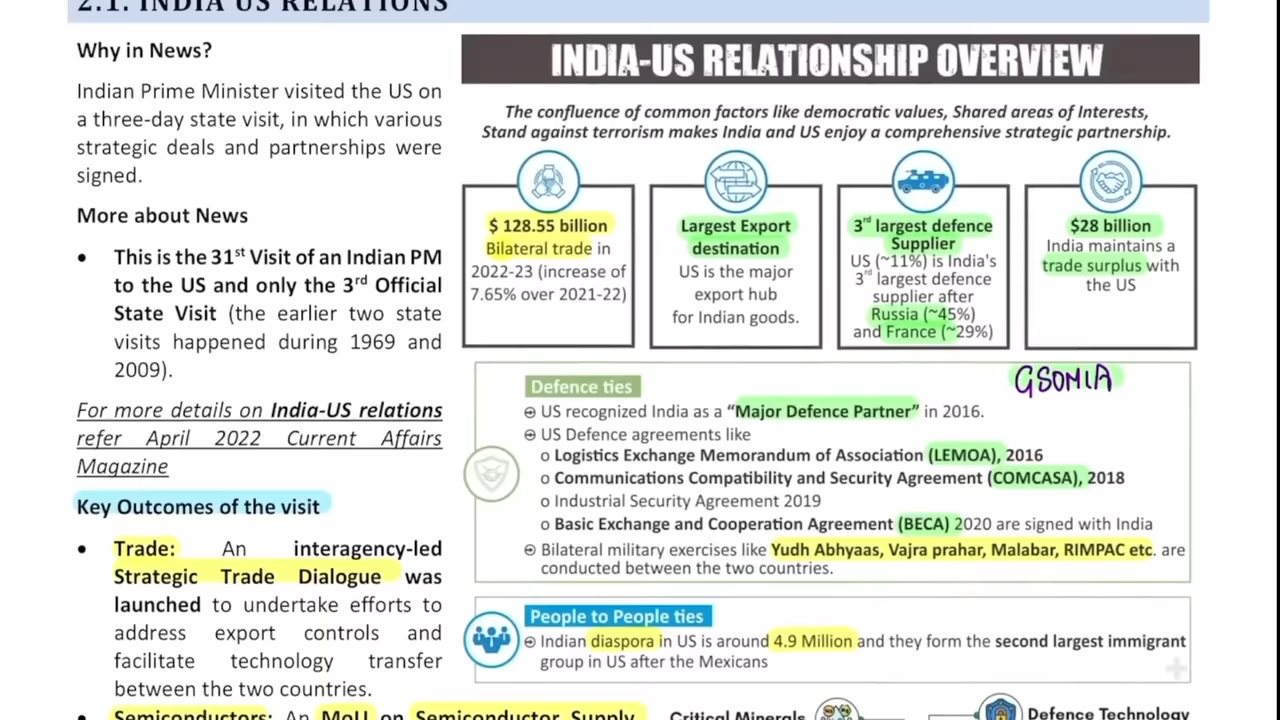 2.1. INDIA US RELATIONS
Why in News?
Indian Prime Minister visited the US on
a three-day state visit, in which various
strategic deals and partnerships were
signed.
More about News
• This is the 31st Visit of an Indian PM
to the US and only the 3rd Official
State Visit (the earlier two state
visits happened during 1969 and
2009).
For more details on India-US relations
refer April 2022 Current Affairs
Magazine
Key Outcomes of the visit
• Trade: An interagency-led
Strategic Trade Dialogue was
launched to undertake efforts to
address export controls and
facilitate technology transfer
between the two countries.
• Semiconductors: An MoU on Semiconductor Supply
INDIA-US RELATIONSHIP OVERVIEW
The confluence of common factors like democratic values, Shared areas of Interests,
Stand against terrorism makes India and US enjoy a comprehensive strategic partnership.
$ 128.55 billion
Bilateral trade in
2022-23 (increase of
7.65% over 2021-22)
Largest Export
destination
US is the major
export hub
for Indian goods.
3rd largest defence
Supplier
US (~11%) is India's
3rd largest defence
supplier after
Russia (~45%)
and France (~29%)
$28 billion
India maintains a
trade surplus with
the US
GSOMIA
Defence ties
US recognized India as a “Major Defence Partner” in 2016.
US Defence agreements like
o Logistics Exchange Memorandum of Association (LEMOA), 2016
o Communications Compatibility and Security Agreement (COMCASA), 2018
o Industrial Security Agreement 2019
o Basic Exchange and Cooperation Agreement (BECA) 2020 are signed with India
Bilateral military exercises like Yudh Abhyaas, Vajra prahar, Malabar, RIMPAC etc. are
conducted between the two countries.
People to People ties
Indian diaspora in US is around 4.9 Million and they form the second largest immigrant
group in US after the Mexicans
Critical Minerals
Defence Technology